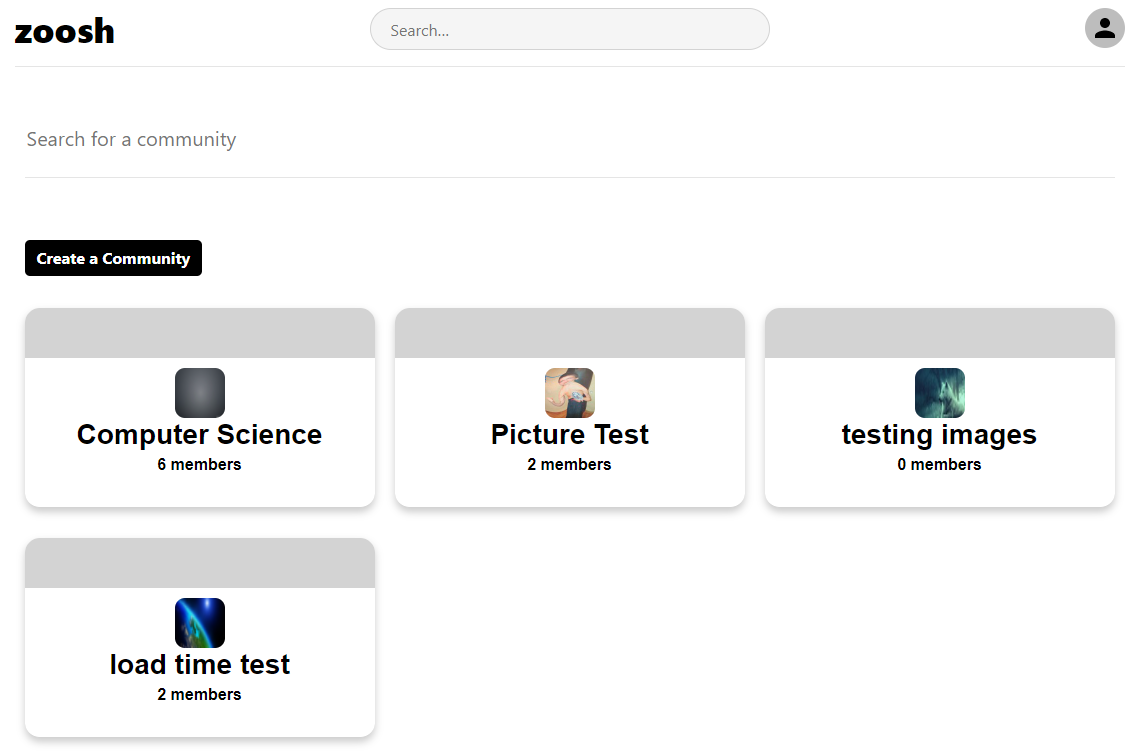 zoosh
Search...
Search for a community
Create a Community
Computer Science
6 members
Picture Test
2 members
testing images
0 members
load time test
2 members